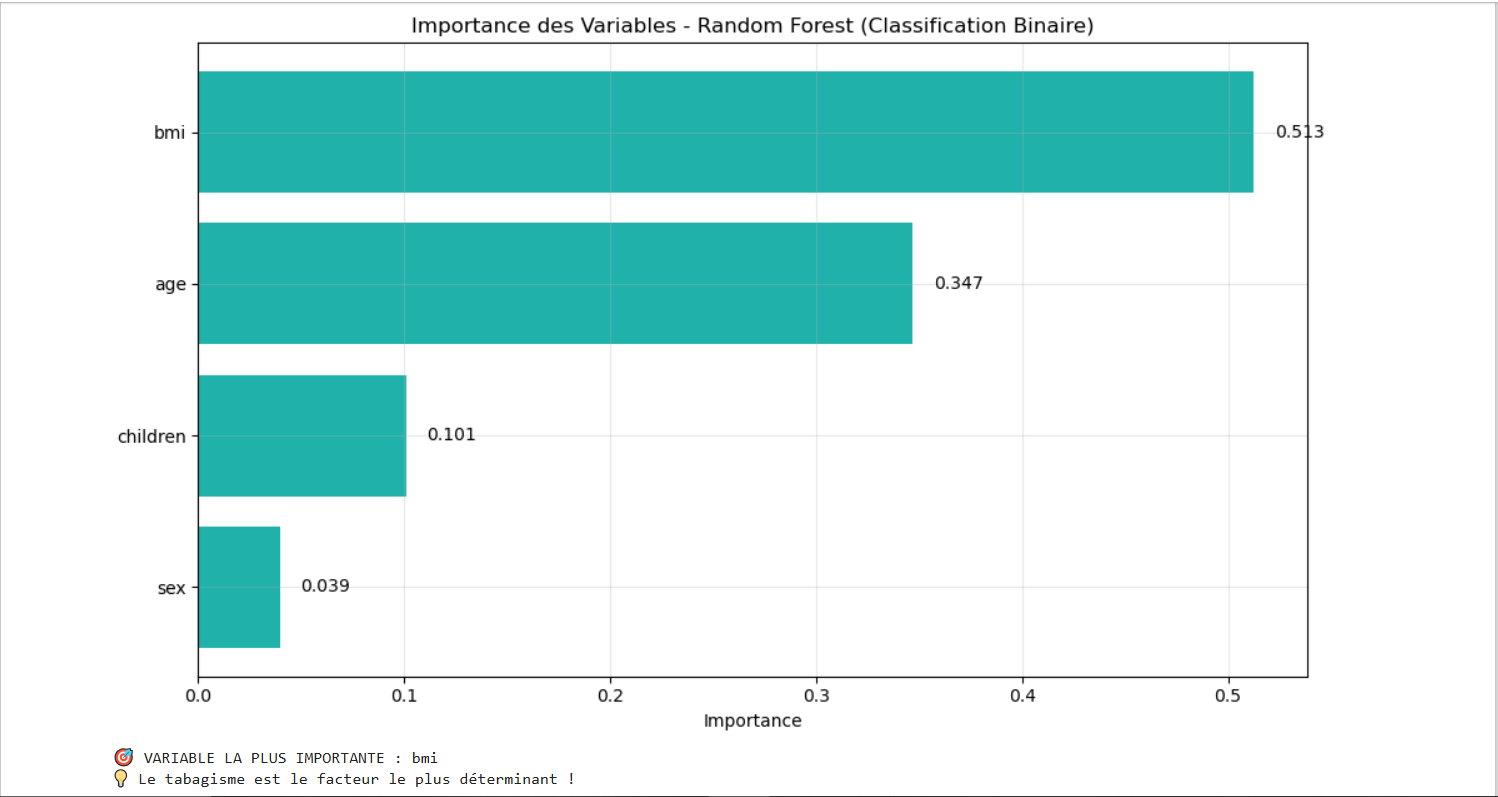 Importance des Variables - Random Forest (Classification Binaire)
bmi
0.513
age
0.347
children
0.101
sex
0.039
0.0 0.1 0.2 0.3 0.4 0.5
Importance
🎯 VARIABLE LA PLUS IMPORTANTE : bmi
💡 Le tabagisme est le facteur le plus déterminant !